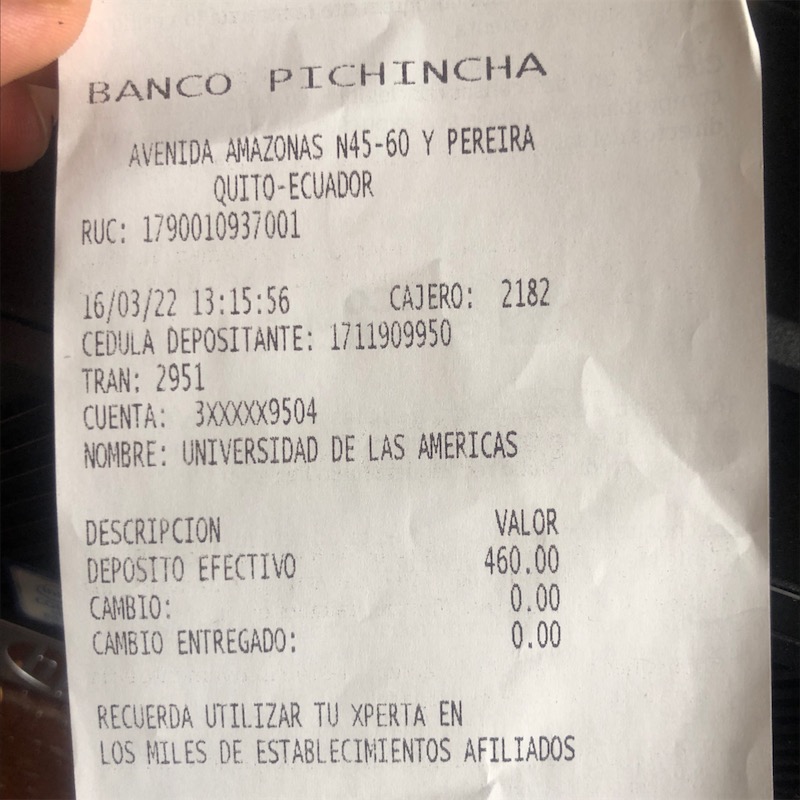 BANCO PICHINCHA
AVENIDA AMAZONAS N45-60 Y PEREIRA
QUITO-ECUADOR
RUC: 1790010937001
16/03/22 13:15:56 CAJERO: 2182
CEDULA DEPOSITANTE: 1711909950
TRAN: 2951
CUENTA: 3XXXXX9504
NOMBRE: UNIVERSIDAD DE LAS AMERICAS
DESCRIPCION VALOR
DEPOSITO EFECTIVO 460.00
CAMBIO: 0.00
CAMBIO ENTREGADO: 0.00
RECUERDA UTILIZAR TU XPERTA EN
LOS MILES DE ESTABLECIMIENTOS AFILIADOS